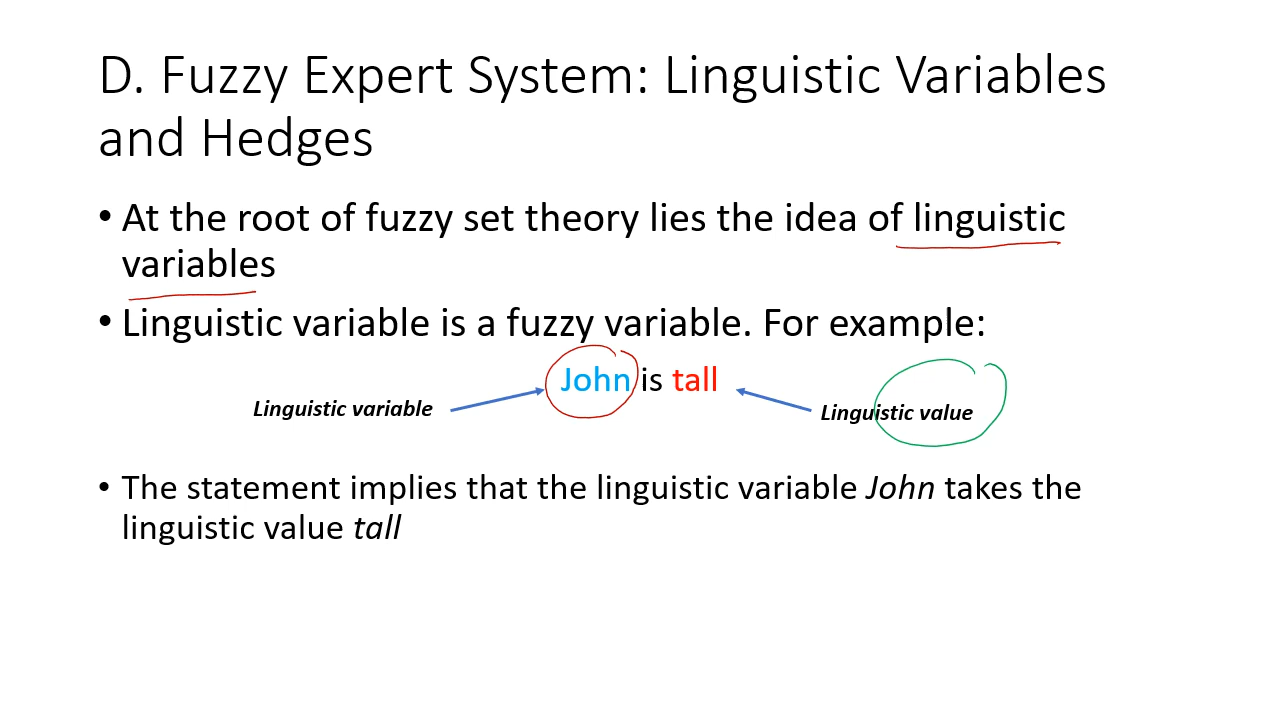 D. Fuzzy Expert System: Linguistic Variables
and Hedges
• At the root of fuzzy set theory lies the idea of linguistic
variables
• Linguistic variable is a fuzzy variable. For example:
John is tall
Linguistic variable
Linguistic value
• The statement implies that the linguistic variable John takes the
linguistic value tall